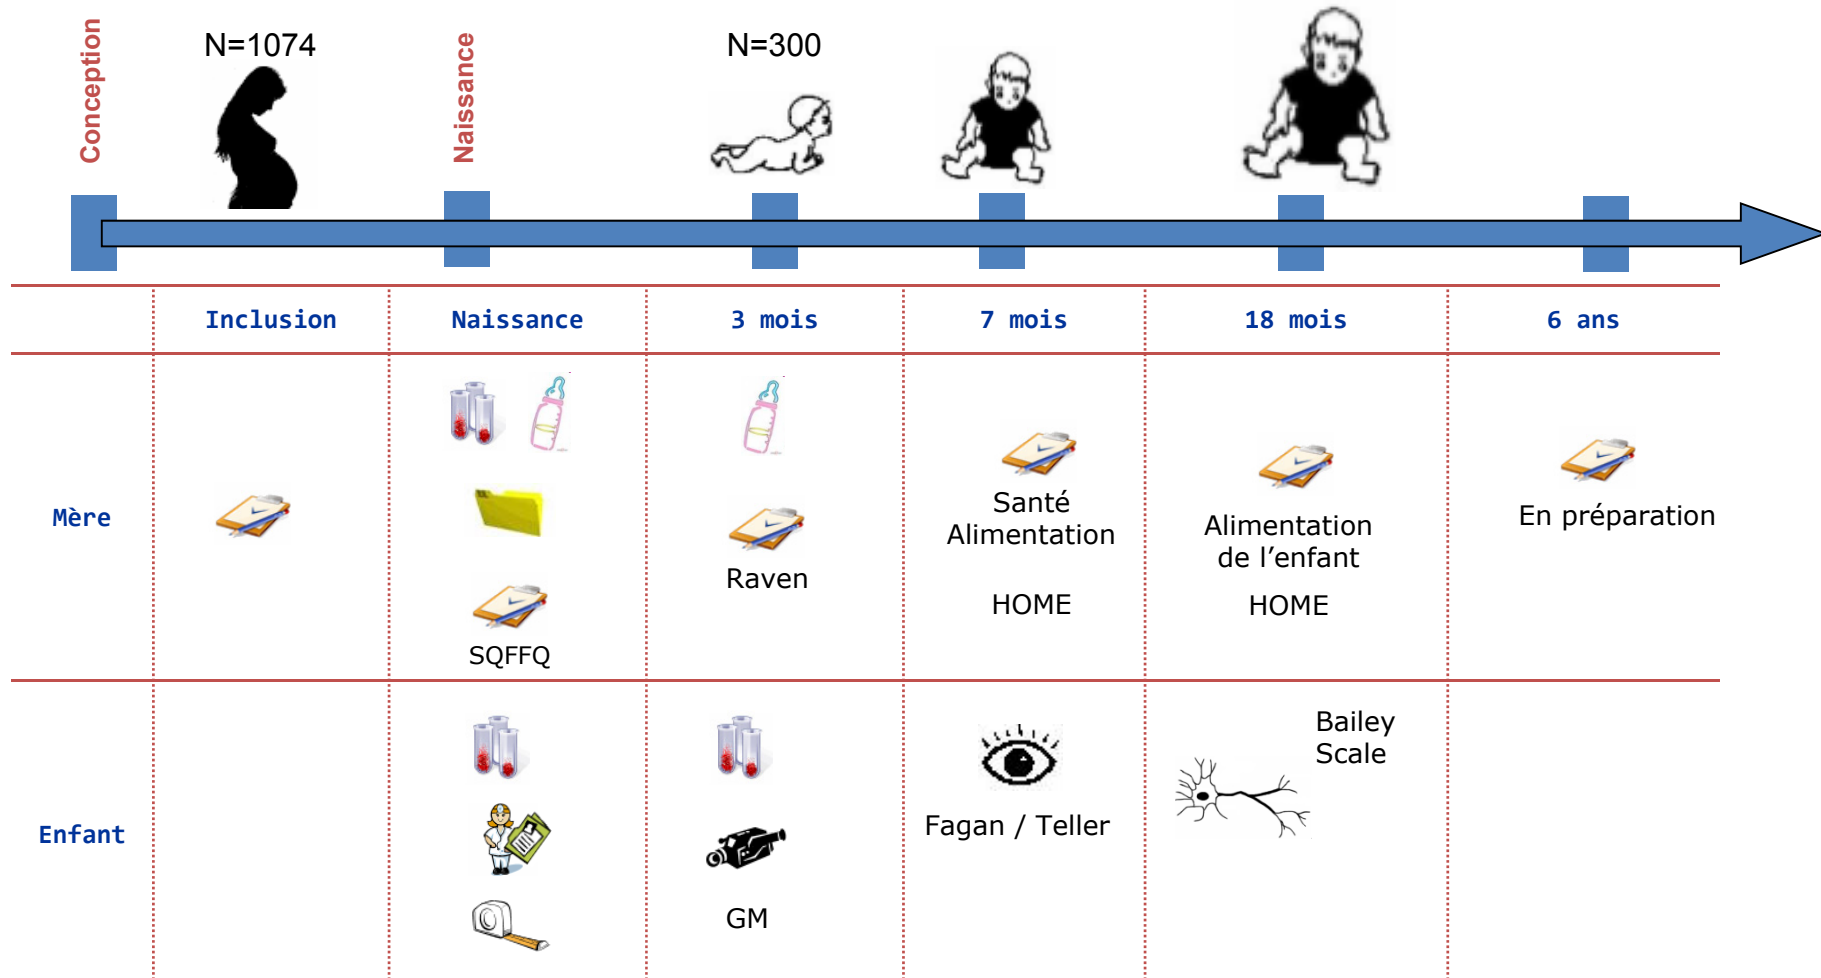 Conception
N=1074
Naissance
N=300
Inclusion
Naissance
3 mois
7 mois
18 mois
6 ans
Mère
SQFFQ
Raven
Santé
Alimentation
HOME
Alimentation
de l'enfant
HOME
En préparation
Enfant
GM
Fagan / Teller
Bailey
Scale